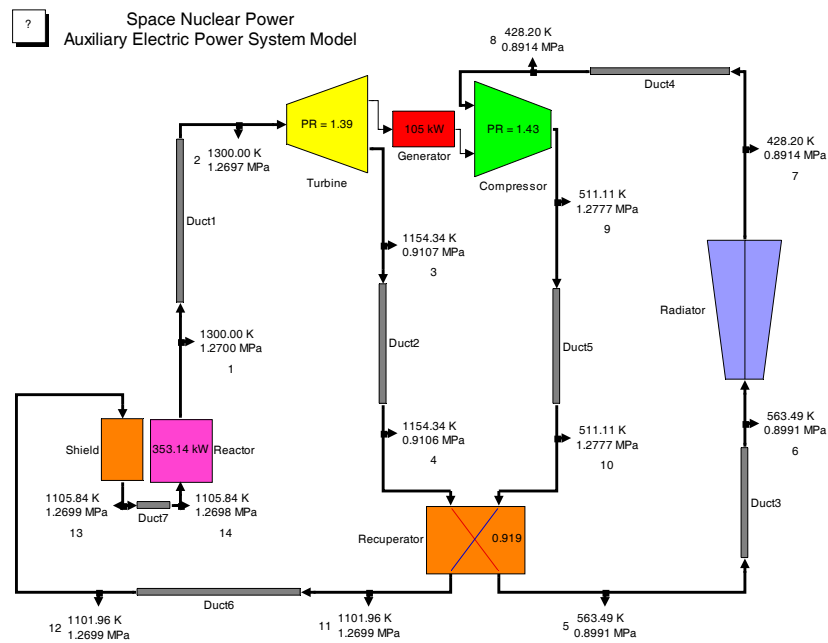 ?
Space Nuclear Power
Auxiliary Electric Power System Model
428.20 K
8
0.8914 MPa
Duct4
PR = 1.39
105 kW
PR = 1.43
Generator
Turbine
Compressor
2
1300.00 K
1.2697 MPa
428.20 K
0.8914 MPa
7
Duct1
511.11 K
1.2777 MPa
9
1154.34 K
0.9107 MPa
3
Radiator
Duct2
Duct5
1300.00 K
1.2700 MPa
1
Shield
353.14 kW
Reactor
1154.34 K
0.9106 MPa
4
511.11 K
1.2777 MPa
10
563.49 K
0.8991 MPa
6
1105.84 K
1.2699 MPa
13
Duct7
1105.84 K
1.2698 MPa
14
Duct3
Recuperator
0.919
Duct6
12
1101.96 K
1.2699 MPa
11
1101.96 K
1.2699 MPa
5
563.49 K
0.8991 MPa